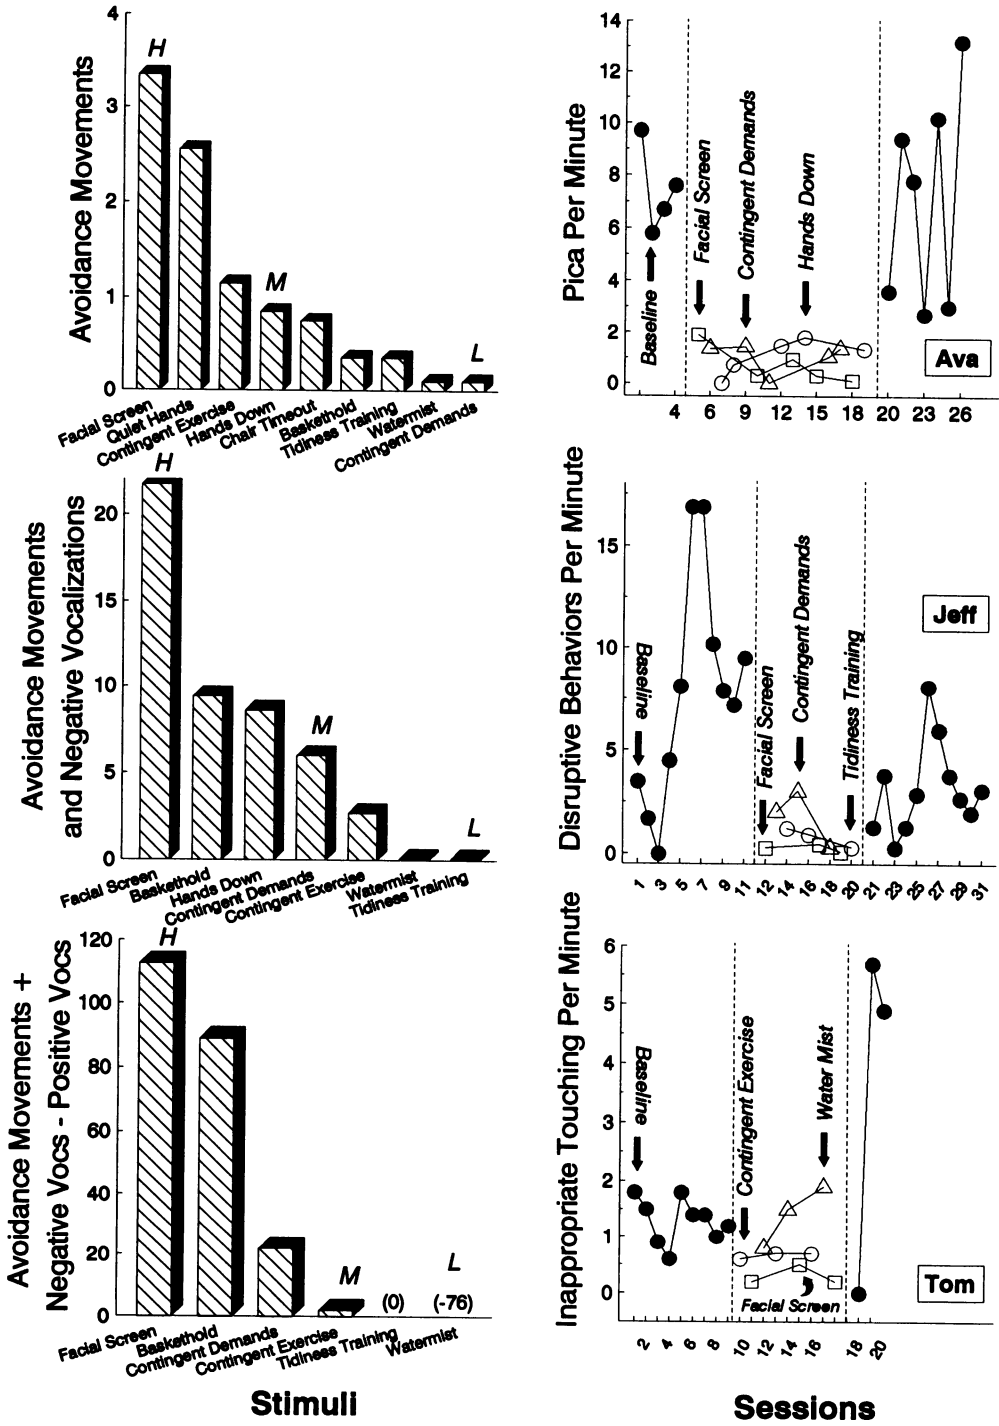 Avoidance Movements
4
3
2
1
0
H
M
L
Facial Screen
Quiet Hands
Contingent Exercise
Hands Down
Chair Timeout
Baskethold
Tidiness Training
Watermist
Contingent Demands
Pica Per Minute
14
12
10
8
6
4
2
0
Baseline
Facial Screen
Contingent Demands
Hands Down
Ava
4 6 9 12 15 18 20 23 26
Avoidance Movements
and Negative Vocalizations
20
15
10
5
0
H
M
L
Facial Screen
Baskethold
Hands Down
Contingent Demands
Contingent Exercise
Watermist
Tidiness Training
Disruptive Behaviors Per Minute
15
10
5
0
Baseline
Facial Screen
Contingent Demands
Tidiness Training
Jeff
1 3 5 7 9 11 12 14 16 18 20 21 23 25 27 29 31
Avoidance Movements +
Negative Vocs - Positive Vocs
120
100
80
60
40
20
0
H
M
L
(0)
(-76)
Facial Screen
Baskethold
Contingent Demands
Contingent Exercise
Tidiness Training
Watermist
Stimuli
Inappropriate Touching Per Minute
6
5
4
3
2
1
0
Baseline
Contingent Exercise
Water Mist
Facial Screen
Tom
2 4 6 8 10 12 14 16 18 20
Sessions